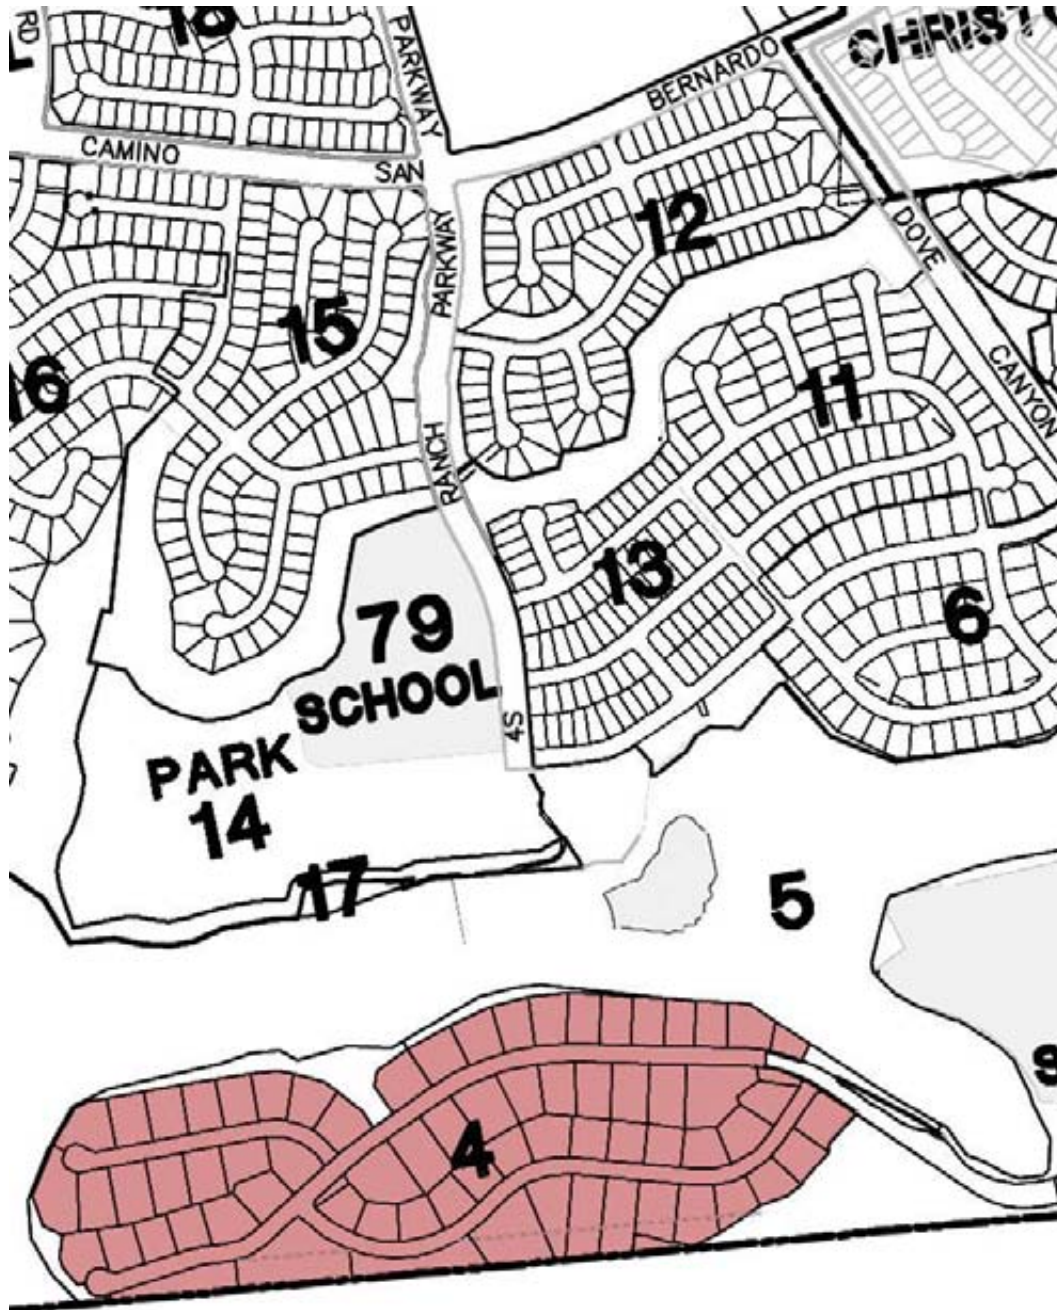 RD
18
PARKWAY
CHRIST
BERNARDO
CAMINO
SAN
12
DOVE
PARKWAY
15
16
11
CANYON
RANCH
13
79
6
SCHOOL
4S
PARK
14
17
5
S
4